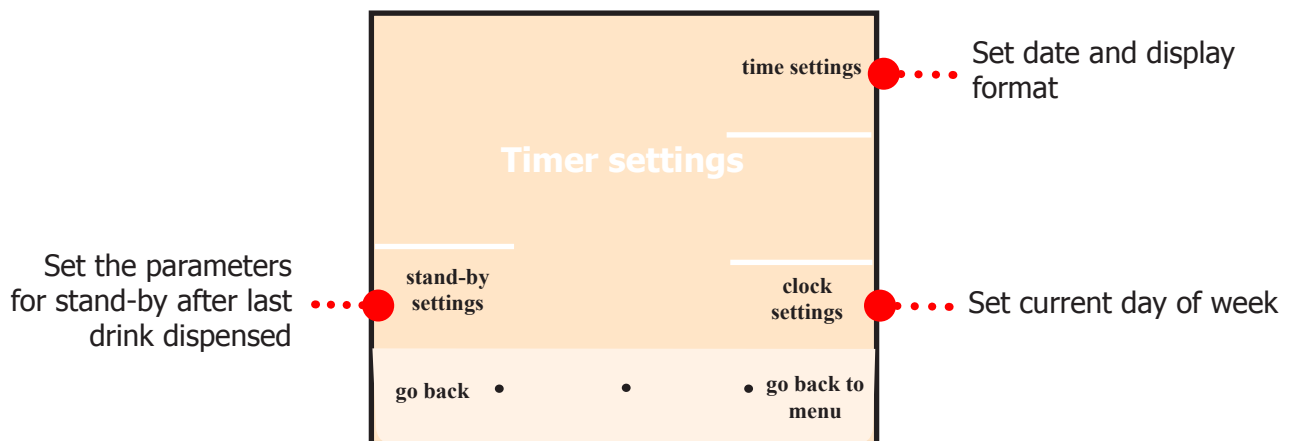 time settings
Set date and display
format
Timer settings
Set the parameters
for stand-by after last
drink dispensed
stand-by
settings
clock
settings
Set current day of week
go back
go back to
menu